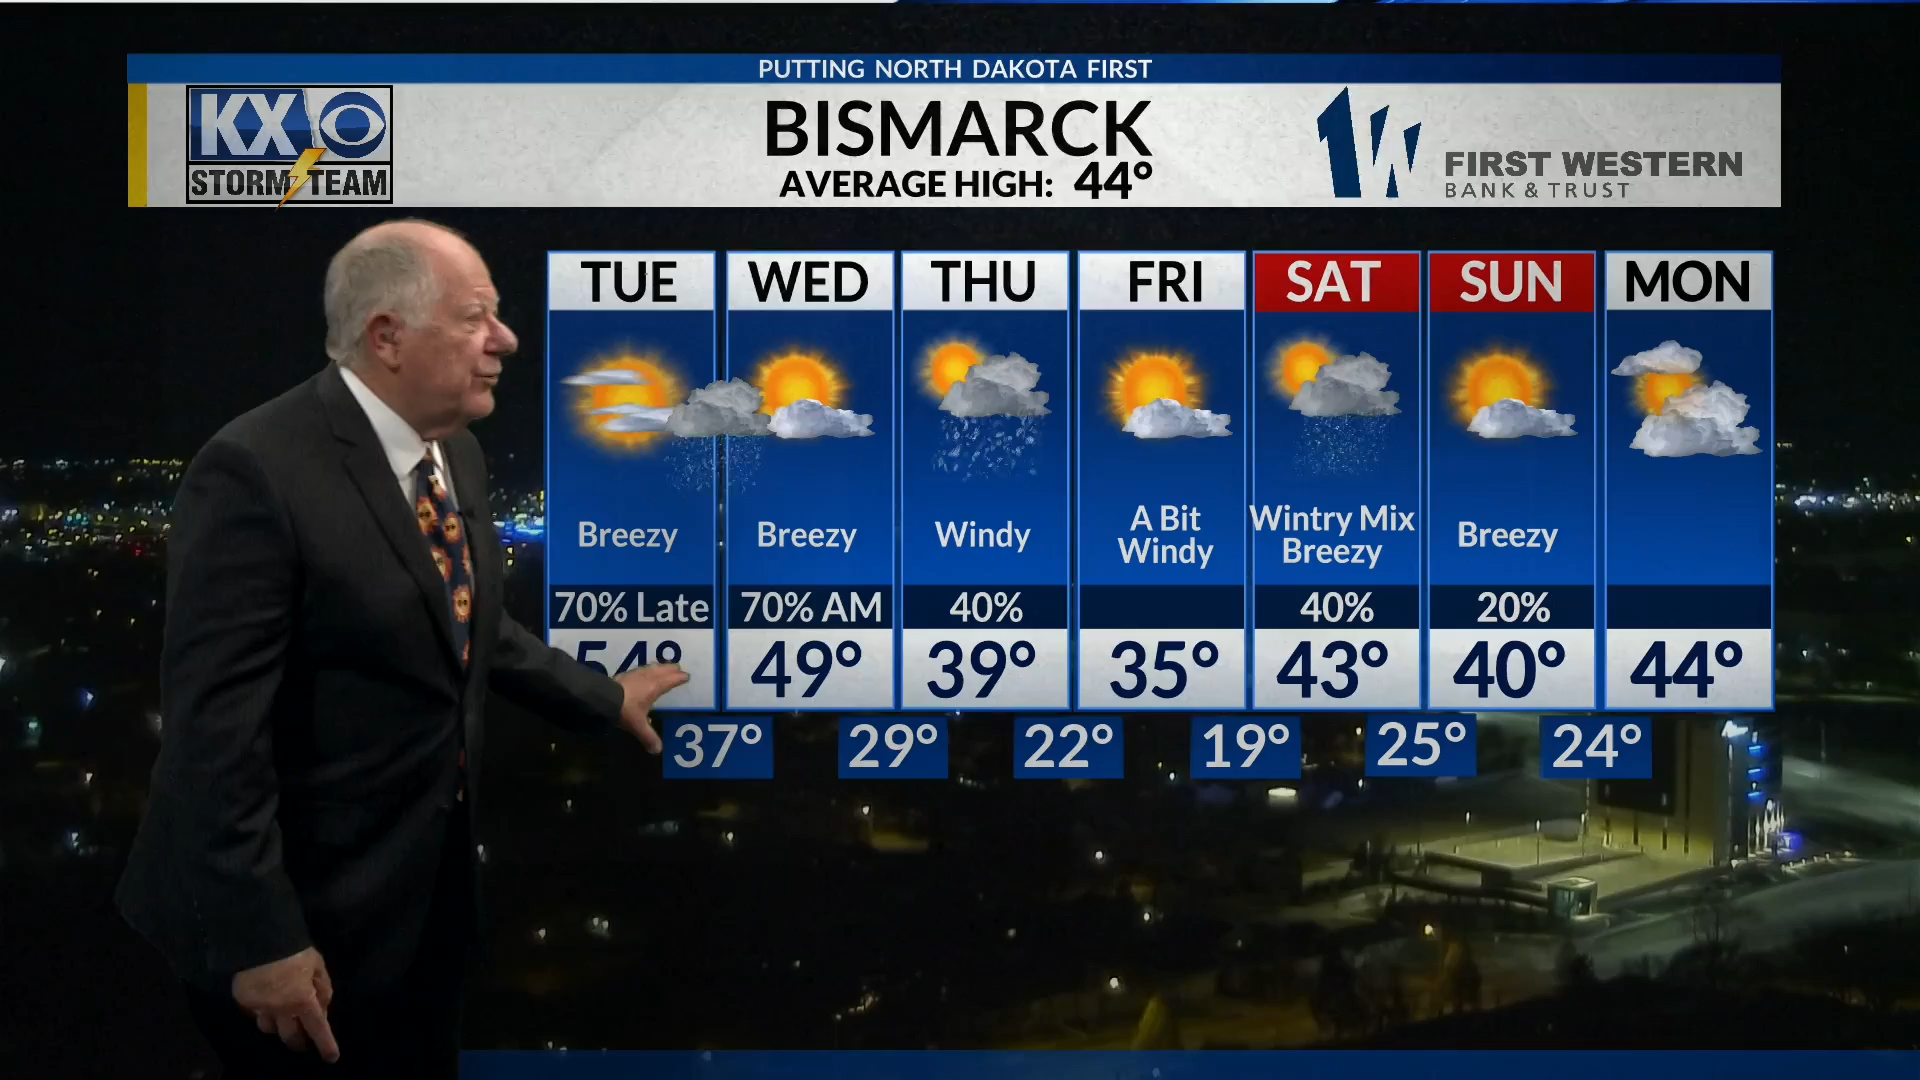 PUTTING NORTH DAKOTA FIRST
KX
STORM TEAM
BISMARCK
AVERAGE HIGH: 44°
1W
FIRST WESTERN
BANK & TRUST
TUE WED THU FRI SAT SUN MON
Breezy Breezy Windy A Bit Windy Wintry Mix Breezy Breezy
70% Late 70% AM 40% 40% 20%
54° 49° 39° 35° 43° 40° 44°
37° 29° 22° 19° 25° 24°